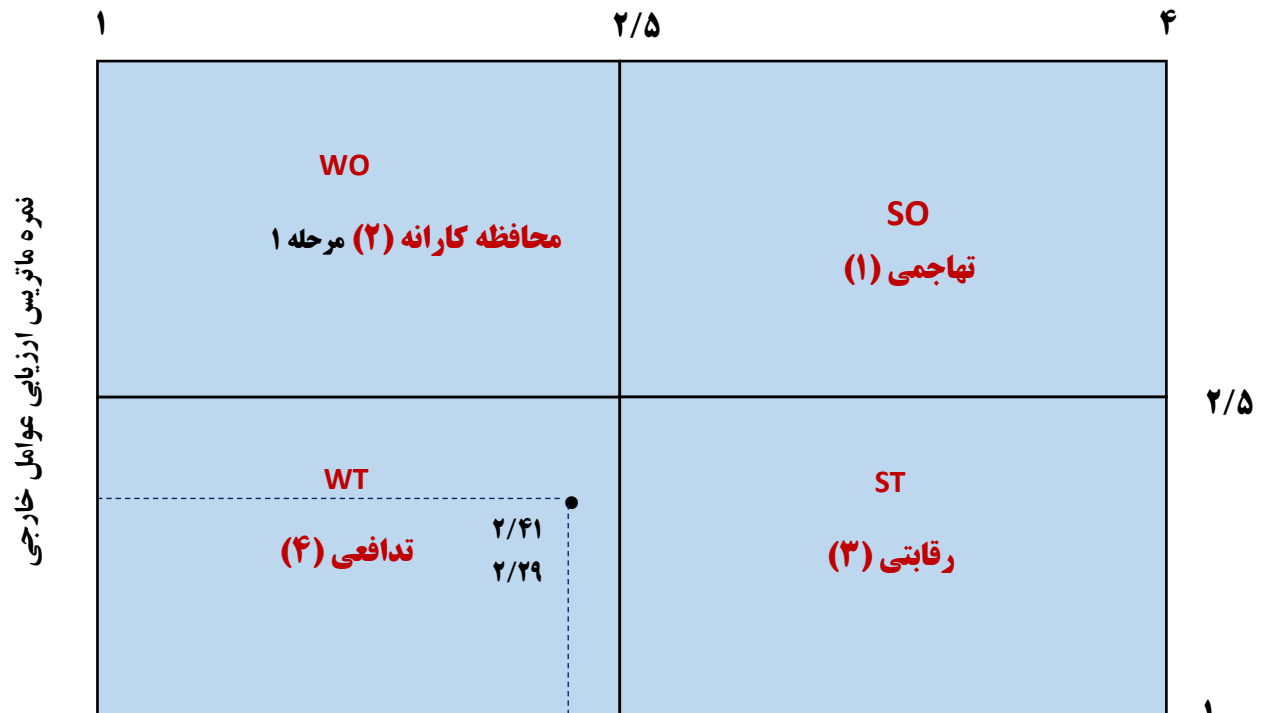 ۱
۲/۵
۴
نمره ماتریس ارزیابی عوامل خارجی
WO
محافظه کارانه (۲) مرحله ۱
SO
تهاجمی (۱)
۲/۵
WT
تدافعی (۴)
۲/۴۱
۲/۲۹
ST
رقابتی (۳)
۱